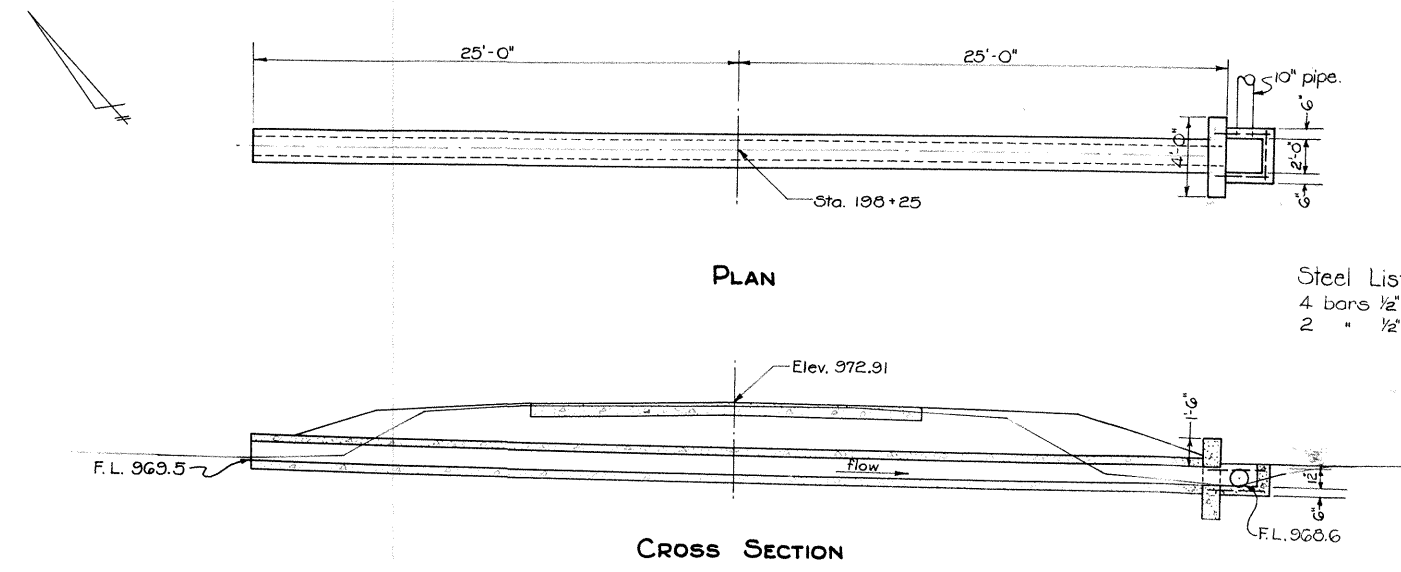 25'-0" 25'-0"
10" pipe.
6"
4'-0"
2'-0"
6"
Sta. 198+25
PLAN
Steel Lis
4 bars ½"
2 " ½"
Elev. 972.91
1'-6"
F.L. 969.5
flow
12"
6"
F.L. 968.6
CROSS SECTION